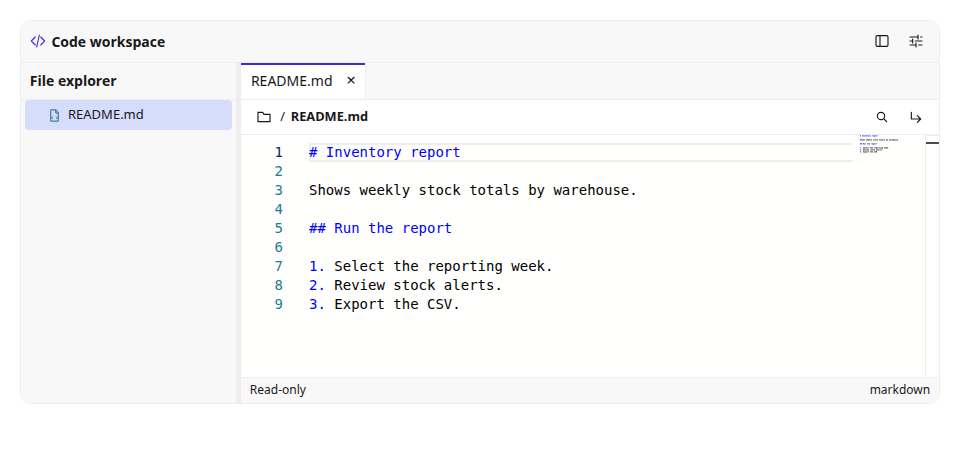 Code workspace
File explorer
README.md
README.md
/ README.md
1 # Inventory report
2
3 Shows weekly stock totals by warehouse.
4
5 ## Run the report
6
7 1. Select the reporting week.
8 2. Review stock alerts.
9 3. Export the CSV.
Read-only
markdown